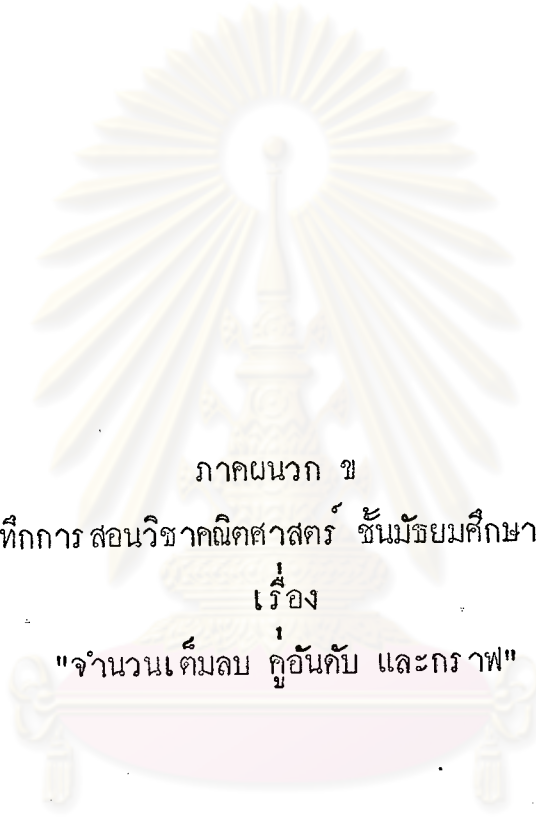 ภาคผนวก ข
ทึกการสอนวิชาคณิตศาสตร์ ชั้นมัธยมศึกษา
เรื่อง
"จำนวนเต็มลบ คู่อันดับ และกราฟ"